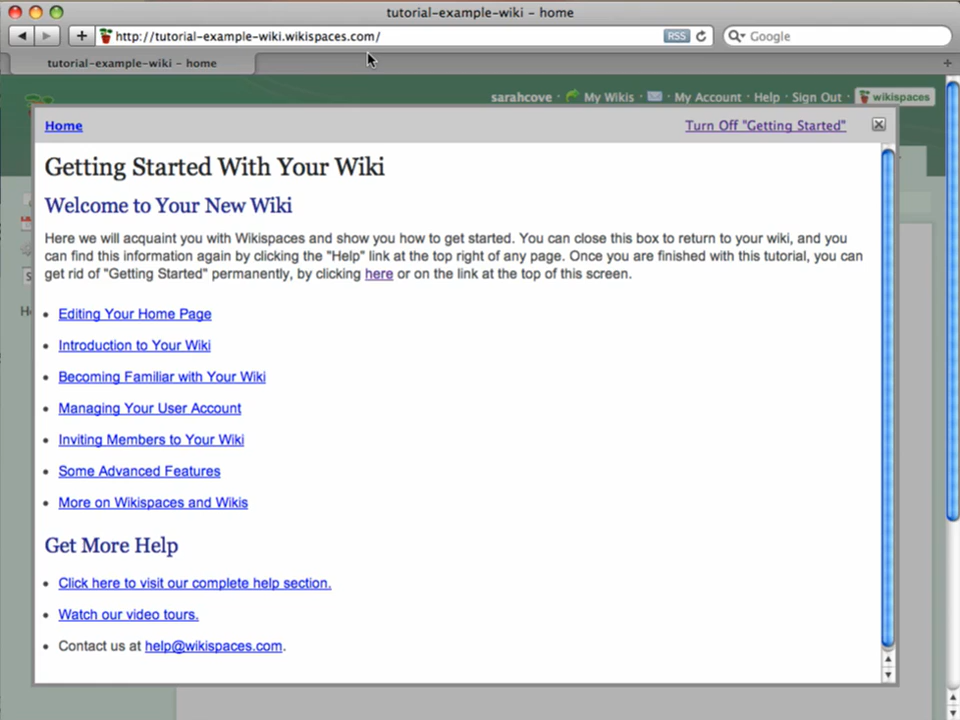 tutorial-example-wiki - home
http://tutorial-example-wiki.wikispaces.com/ RSS Google
tutorial-example-wiki - home
sarahcove · My Wikis · · My Account · Help · Sign Out · wikispaces
Home Turn Off "Getting Started"
Getting Started With Your Wiki
Welcome to Your New Wiki
Here we will acquaint you with Wikispaces and show you how to get started. You can close this box to return to your wiki, and you
can find this information again by clicking the "Help" link at the top right of any page. Once you are finished with this tutorial, you can
get rid of "Getting Started" permanently, by clicking here or on the link at the top of this screen.
• Editing Your Home Page
• Introduction to Your Wiki
• Becoming Familiar with Your Wiki
• Managing Your User Account
• Inviting Members to Your Wiki
• Some Advanced Features
• More on Wikispaces and Wikis
Get More Help
• Click here to visit our complete help section.
• Watch our video tours.
• Contact us at help@wikispaces.com.